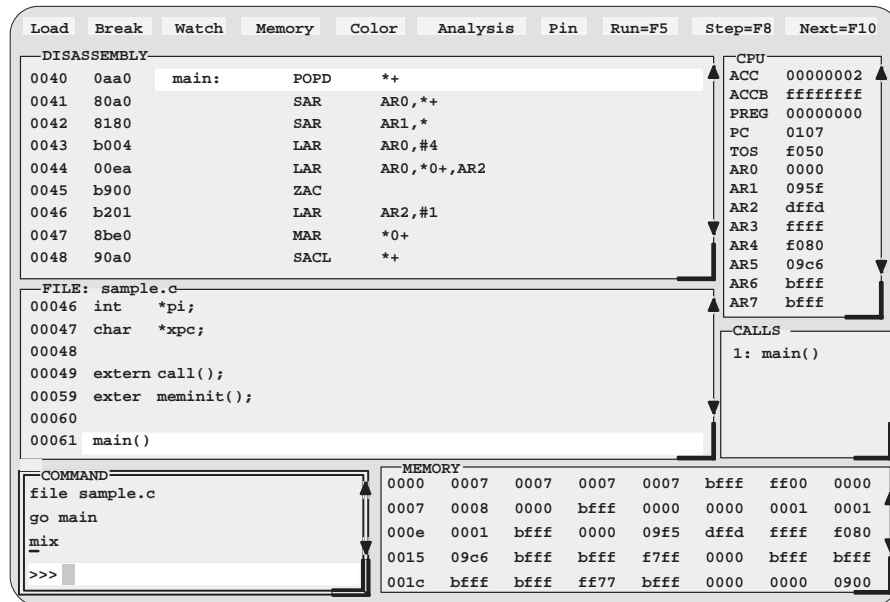 Load Break Watch Memory Color Analysis Pin Run=F5 Step=F8 Next=F10
DISASSEMBLY
0040 0aa0 main: POPD *+
0041 80a0 SAR AR0,*+
0042 8180 SAR AR1,*
0043 b004 LAR AR0,#4
0044 00ea LAR AR0,*0+,AR2
0045 b900 ZAC
0046 b201 LAR AR2,#1
0047 8be0 MAR *0+
0048 90a0 SACL *+
CPU
ACC 00000002
ACCB ffffffff
PREG 00000000
PC 0107
TOS f050
AR0 0000
AR1 095f
AR2 dffd
AR3 ffff
AR4 f080
AR5 09c6
AR6 bfff
AR7 bfff
FILE: sample.c
00046 int *pi;
00047 char *xpc;
00048
00049 extern call();
00059 exter meminit();
00060
00061 main()
CALLS
1: main()
COMMAND
file sample.c
go main
mix
>>>
MEMORY
0000 0007 0007 0007 0007 bfff ff00 0000
0007 0008 0000 bfff 0000 0000 0001 0001
000e 0001 bfff 0000 09f5 dffd ffff f080
0015 09c6 bfff bfff f7ff 0000 bfff bfff
001c bfff bfff ff77 bfff 0000 0000 0900